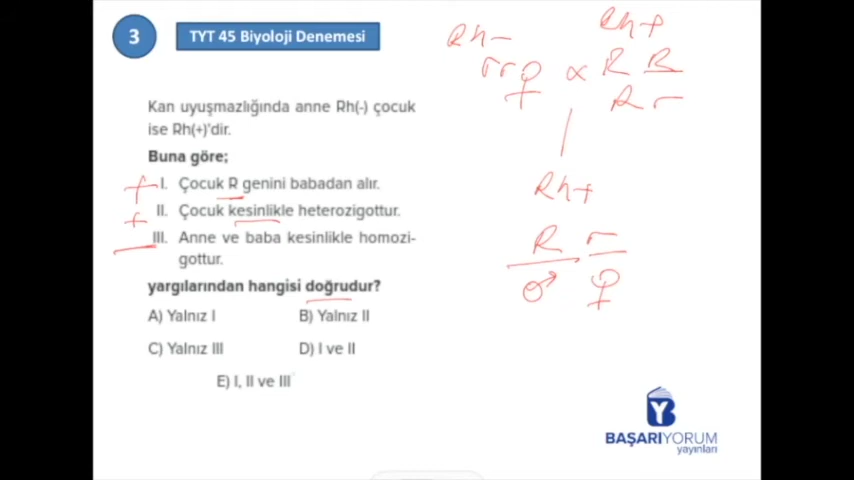 3
TYT 45 Biyoloji Denemesi
Kan uyuşmazlığında anne Rh(-) çocuk
ise Rh(+)'dir.
Buna göre;
+ I. Çocuk R genini babadan alır.
+ II. Çocuk kesinlikle heterozigottur.
— III. Anne ve baba kesinlikle homozi-
gottur.
yargılarından hangisi doğrudur?
A) Yalnız I
B) Yalnız II
C) Yalnız III
D) I ve II
E) I, II ve III
Rh-
Rh+
rr♀ x R R
R r
Rh+
R r
♂ ♀
BAŞARIYORUM
yayınları